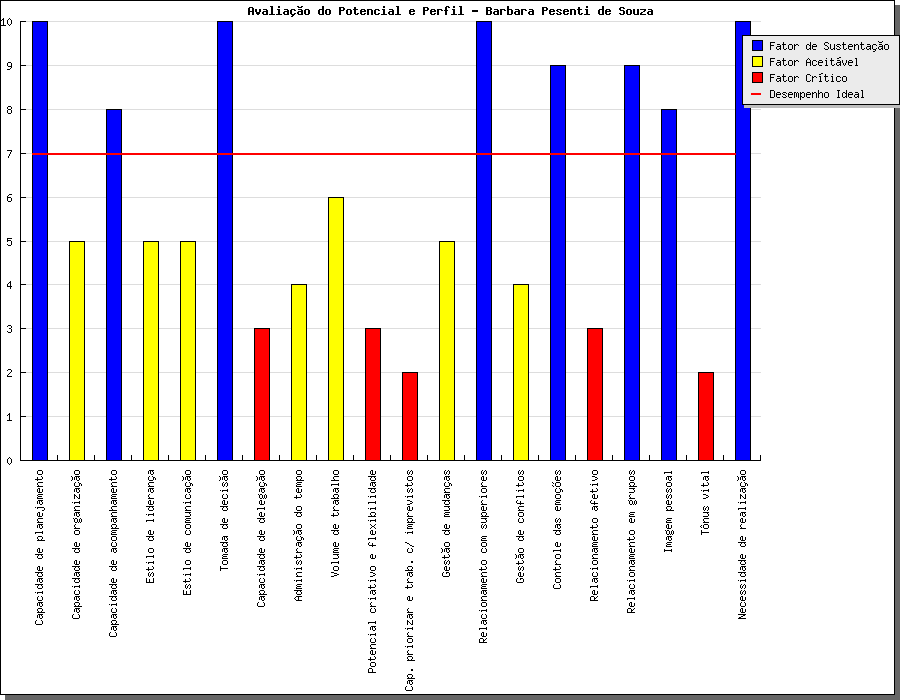 Avaliação do Potencial e Perfil - Barbara Pesenti de Souza
10
9
8
7
6
5
4
3
2
1
0
Fator de Sustentação
Fator Aceitável
Fator Crítico
Desempenho Ideal
Capacidade de planejamento
Capacidade de organização
Capacidade de acompanhamento
Estilo de liderança
Estilo de comunicação
Tomada de decisão
Capacidade de delegação
Administração do tempo
Volume de trabalho
Potencial criativo e flexibilidade
Cap. priorizar e trab. c/ imprevistos
Gestão de mudanças
Relacionamento com superiores
Gestão de conflitos
Controle das emoções
Relacionamento afetivo
Relacionamento em grupos
Imagem pessoal
Tônus vital
Necessidade de realização